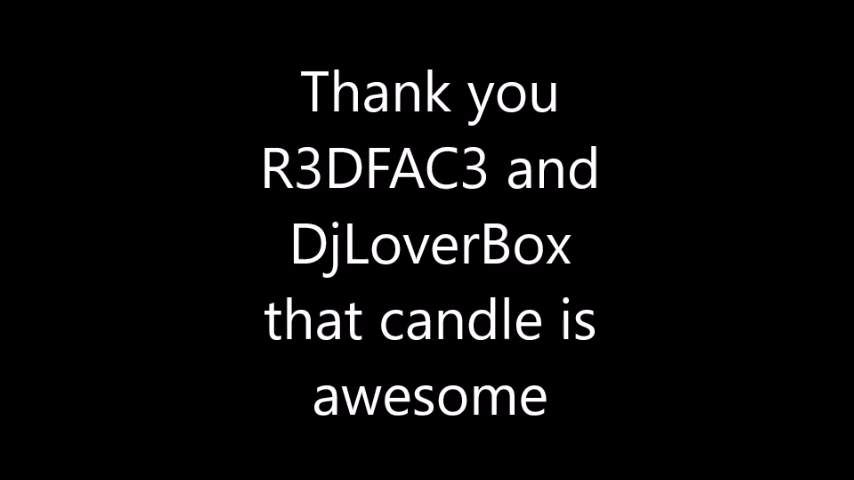 Thank you
R3DFAC3 and
DjLoverBox
that candle is
awesome